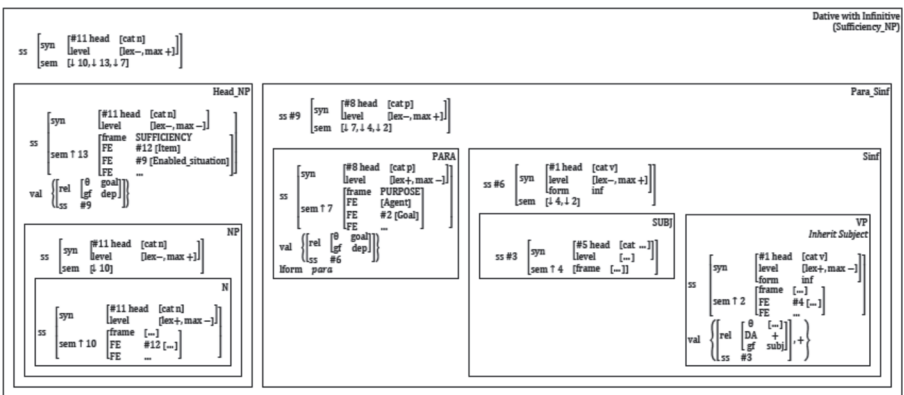 Dative with Infinitive
(Sufficiency_NP)
ss [syn [#11 head [cat n]
level [lex–, max +]]
sem [↓ 10,↓ 13,↓ 7]]
Head_NP
ss [syn [#11 head [cat n]
level [lex–, max –]]
sem ↑ 13 [frame SUFFICIENCY
FE #12 [Item]
FE #9 [Enabled_situation]
FE ...]]
val {[rel [θ goal]
[gf dep]]
ss #9]}
NP
ss [syn [#11 head [cat n]
level [lex–, max +]]
sem [↓ 10]]
N
ss [syn [#11 head [cat n]
level [lex+, max –]]
sem ↑ 10 [frame [...]
FE #12 [...]
FE ...]]
Para_Sinf
ss #9 [syn [#8 head [cat p]
level [lex–, max +]]
sem [↓ 7,↓ 4,↓ 2]]
PARA
ss [syn [#8 head [cat p]
level [lex+, max –]]
sem ↑ 7 [frame PURPOSE]
FE [Agent]
FE #2 [Goal]
FE ...]]
val {[rel [θ goal]
[gf dep]]
ss #6]}
lform para
Sinf
ss #6 [syn [#1 head [cat v]
level [lex–, max +]
form inf]
sem [↓ 4,↓ 2]]
SUBJ
ss #3 [syn [#5 head [cat ...]
level [...]]
sem ↑ 4 [frame [...]]]
VP
Inherit Subject
ss [syn [#1 head [cat v]
level [lex+, max –]
form inf]
sem ↑ 2 [frame [...]
FE #4 [...]
FE ...]]
val {[rel [θ [...]
DA +
gf subj]]
ss #3], +}